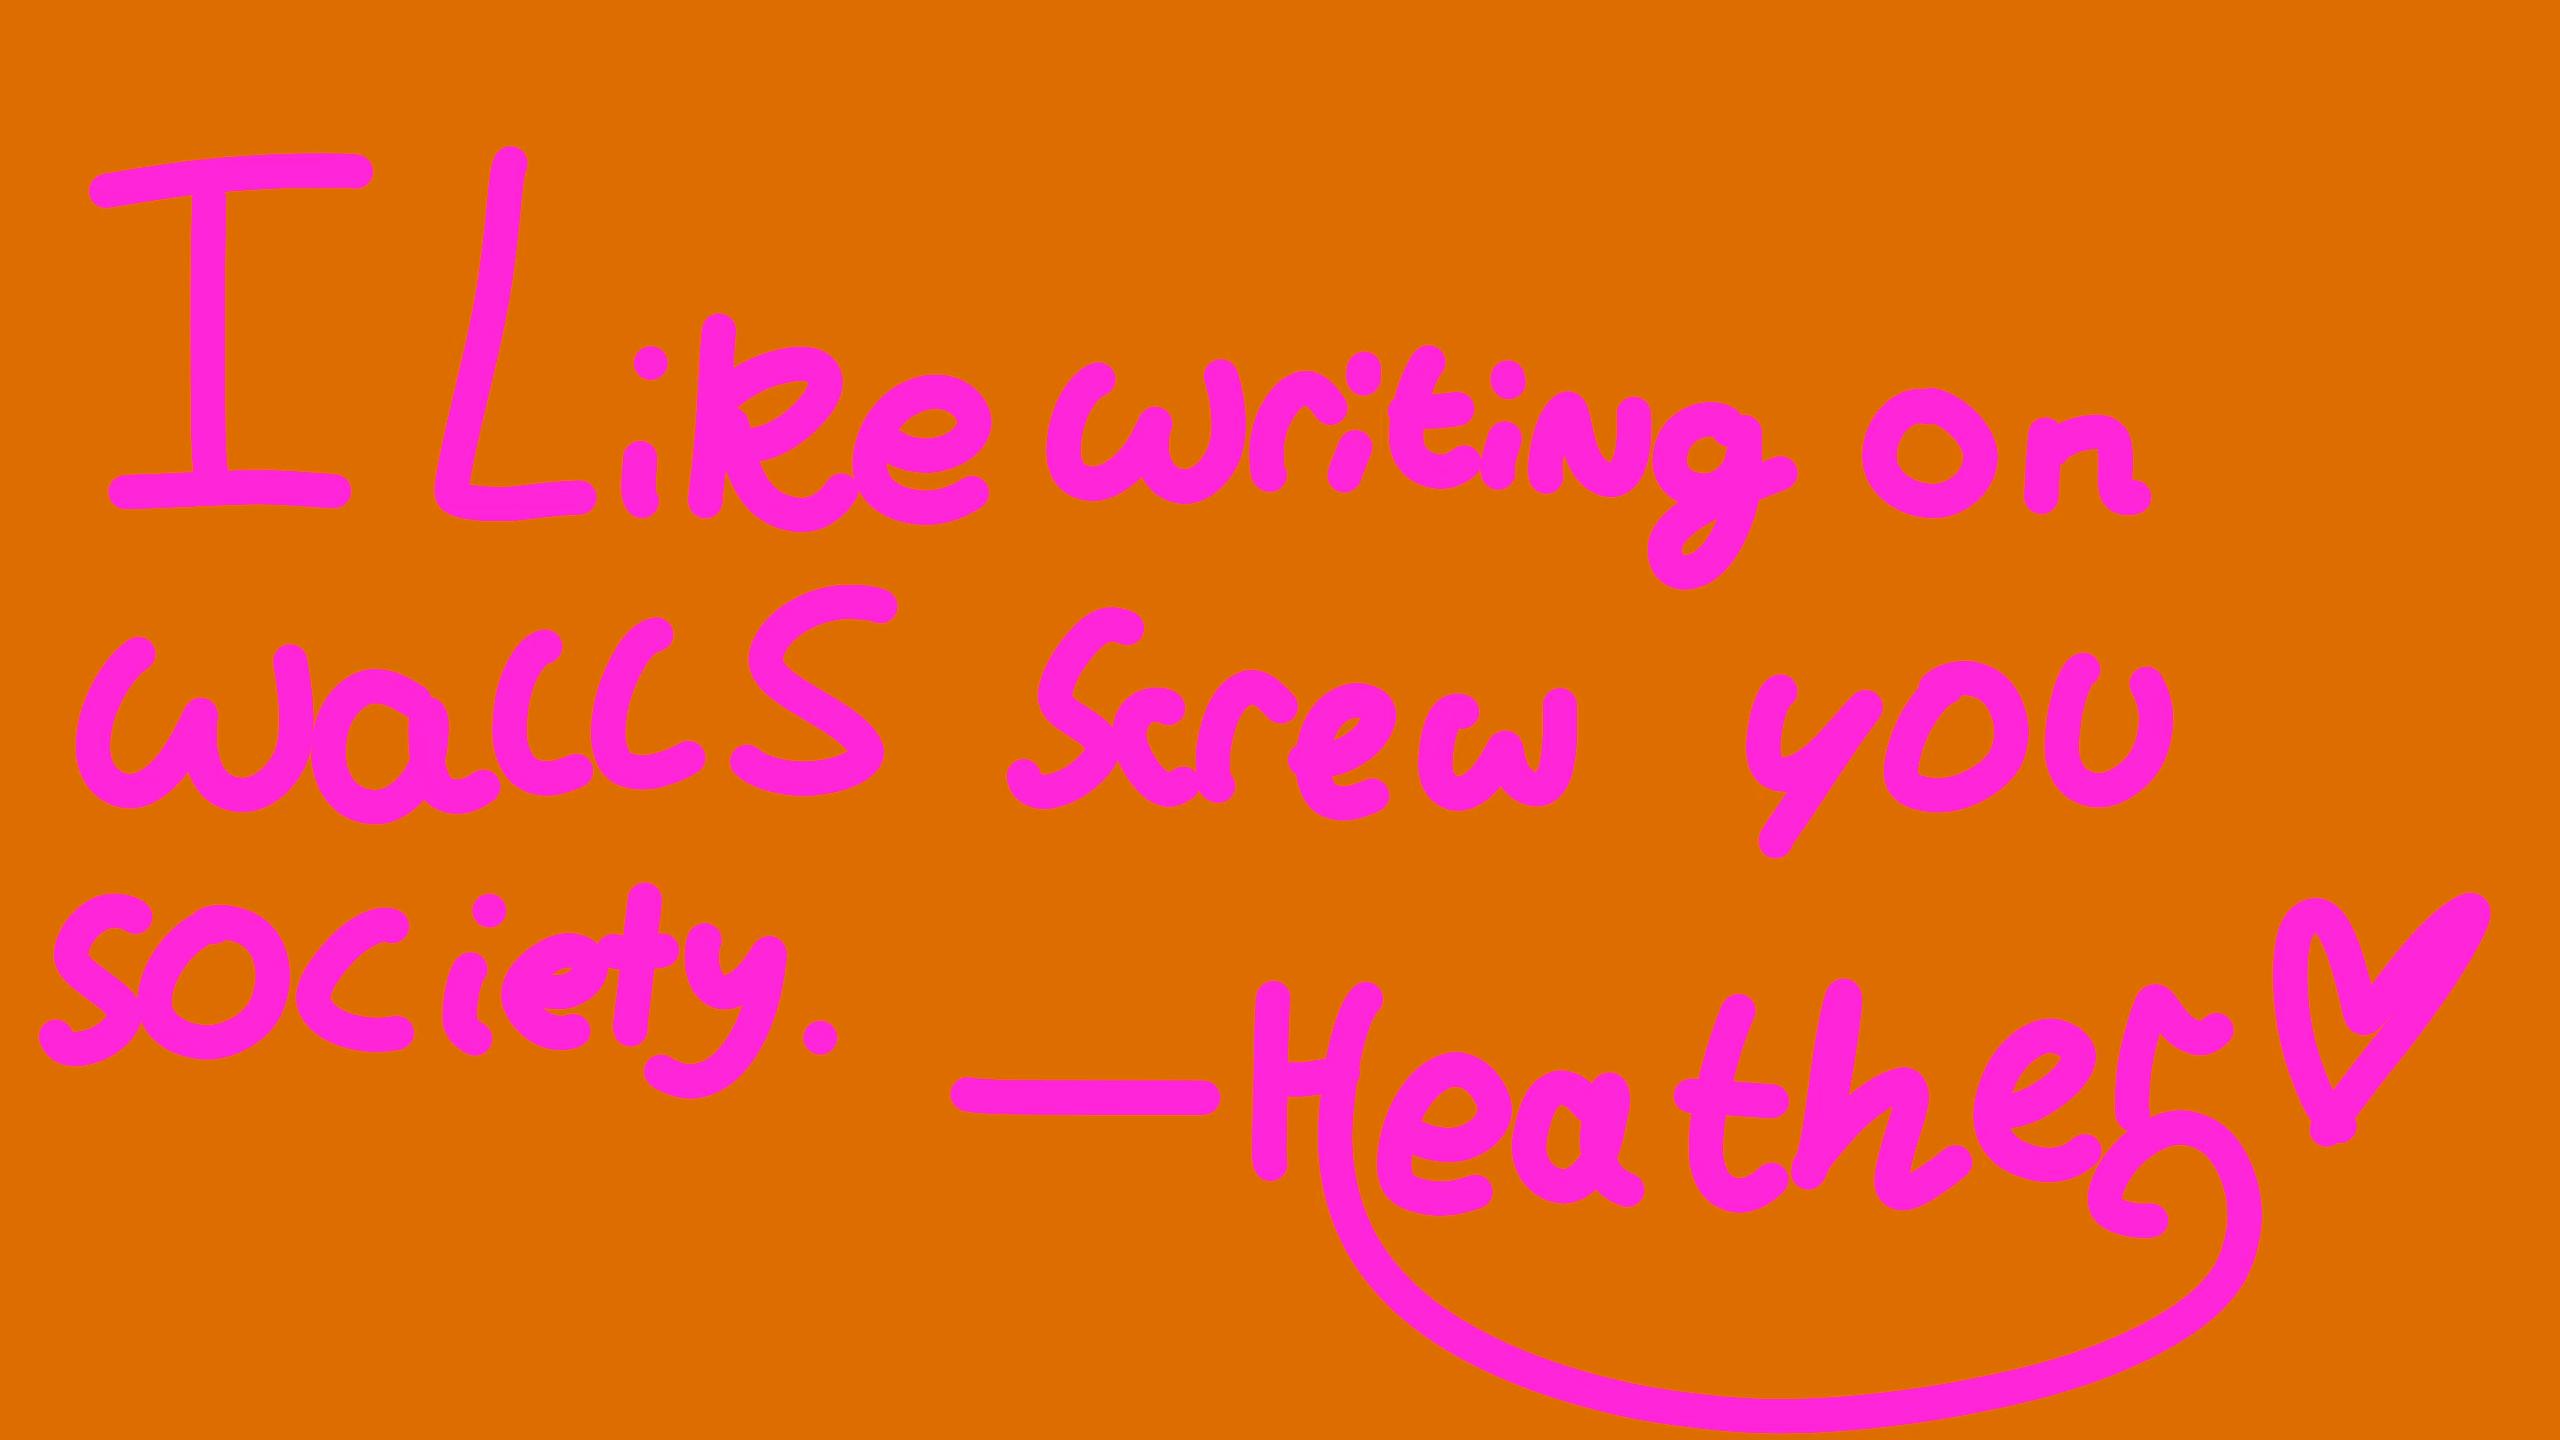 I Like writing on
walls screw you
society.
—Heather♡